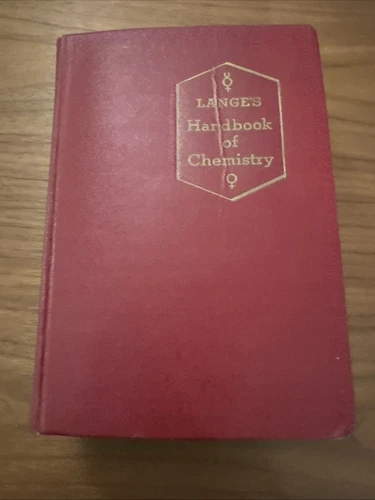 LANGE'S
Handbook
of
Chemistry